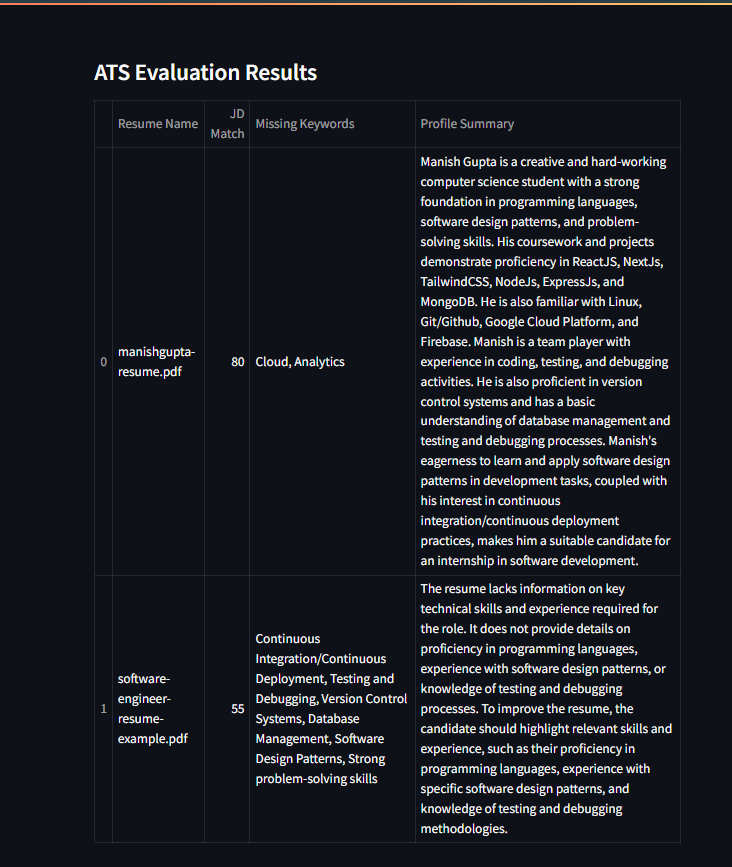 ATS Evaluation Results
Resume Name
JD
Match
Missing Keywords
Profile Summary
0
manishgupta-
resume.pdf
80
Cloud, Analytics
Manish Gupta is a creative and hard-working
computer science student with a strong
foundation in programming languages,
software design patterns, and problem-
solving skills. His coursework and projects
demonstrate proficiency in ReactJS, NextJs,
TailwindCSS, NodeJs, ExpressJs, and
MongoDB. He is also familiar with Linux,
Git/Github, Google Cloud Platform, and
Firebase. Manish is a team player with
experience in coding, testing, and debugging
activities. He is also proficient in version
control systems and has a basic
understanding of database management and
testing and debugging processes. Manish's
eagerness to learn and apply software design
patterns in development tasks, coupled with
his interest in continuous
integration/continuous deployment
practices, makes him a suitable candidate for
an internship in software development.
1
software-
engineer-
resume-
example.pdf
55
Continuous
Integration/Continuous
Deployment, Testing and
Debugging, Version Control
Systems, Database
Management, Software
Design Patterns, Strong
problem-solving skills
The resume lacks information on key
technical skills and experience required for
the role. It does not provide details on
proficiency in programming languages,
experience with software design patterns, or
knowledge of testing and debugging
processes. To improve the resume, the
candidate should highlight relevant skills and
experience, such as their proficiency in
programming languages, experience with
specific software design patterns, and
knowledge of testing and debugging
methodologies.